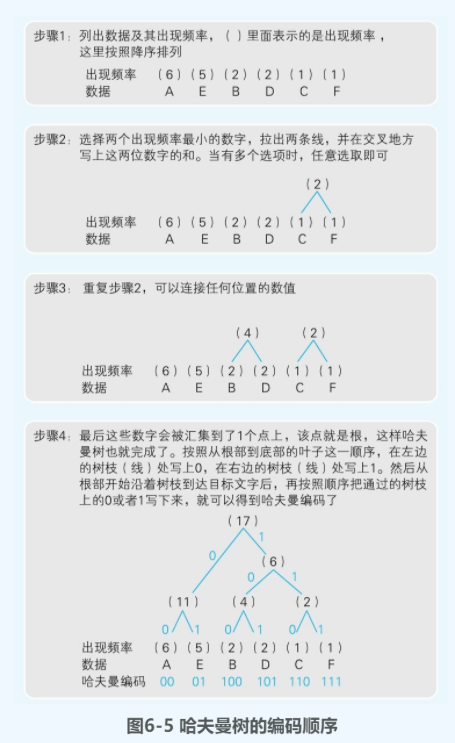 步骤1：列出数据及其出现频率，（ ）里面表示的是出现频率，
这里按照降序排列
出现频率 （6）（5）（2）（2）（1）（1）
数据 A E B D C F
步骤2：选择两个出现频率最小的数字，拉出两条线，并在交叉地方
写上这两位数字的和。当有多个选项时，任意选取即可
（2）
出现频率 （6）（5）（2）（2）（1）（1）
数据 A E B D C F
步骤3： 重复步骤2，可以连接任何位置的数值
（4） （2）
出现频率 （6）（5）（2）（2）（1）（1）
数据 A E B D C F
步骤4：最后这些数字会被汇集到了1个点上，该点就是根，这样哈夫
曼树也就完成了。按照从根部到底部的叶子这一顺序，在左边
的树枝（线）处写上0，在右边的树枝（线）处写上1。然后从
根部开始沿着树枝到达目标文字后，再按照顺序把通过的树枝
上的0或者1写下来，就可以得到哈夫曼编码了
（17）
0 1
（6）
0 1
（11） （4） （2）
0 1 0 1 0 1
出现频率 （6）（5）（2）（2）（1）（1）
数据 A E B D C F
哈夫曼编码 00 01 100 101 110 111
图6-5 哈夫曼树的编码顺序